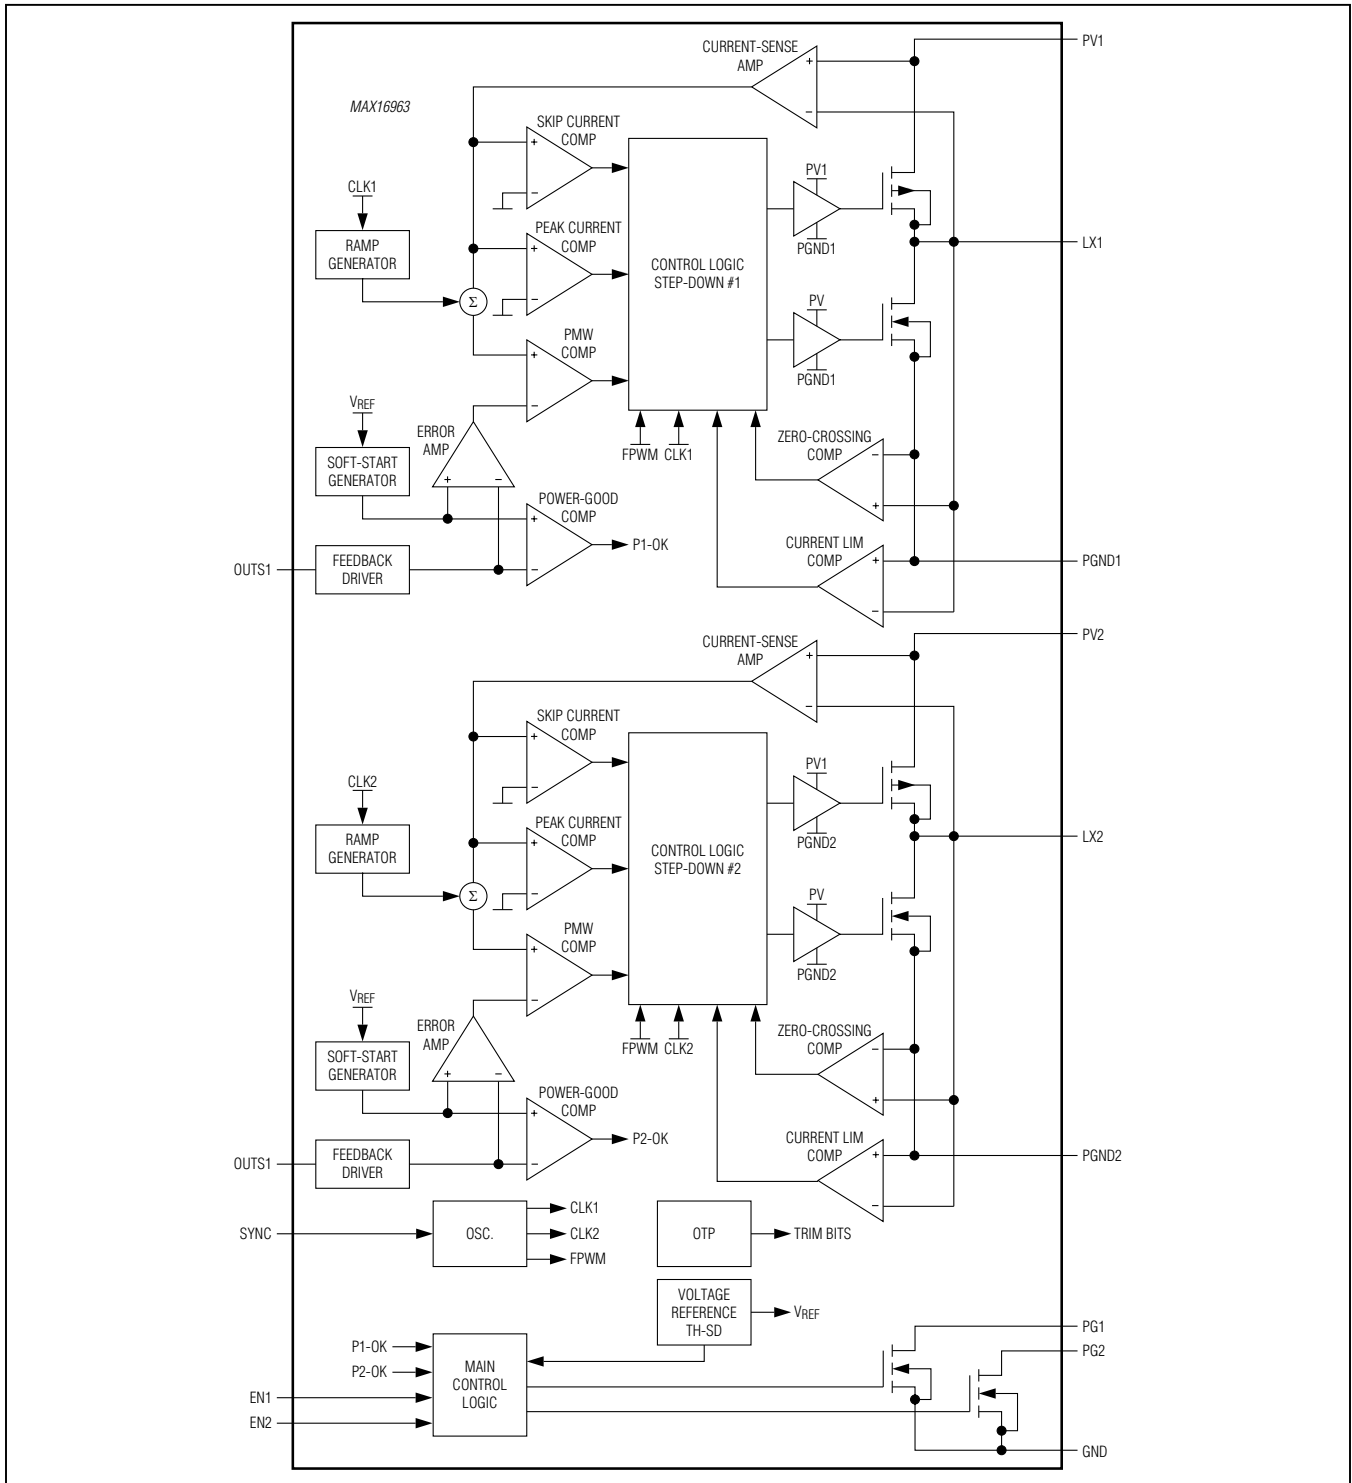 PV1
CURRENT-SENSE
AMP
+
−
MAX16963
SKIP CURRENT
COMP
+
−
CLK1
RAMP
GENERATOR
Σ
PEAK CURRENT
COMP
+
−
CONTROL LOGIC
STEP-DOWN #1
PV1
PGND1
LX1
PV
PGND1
PMW
COMP
+
−
VREF
SOFT-START
GENERATOR
ERROR
AMP
+ −
FPWM CLK1
ZERO-CROSSING
COMP
−
+
POWER-GOOD
COMP
+
−
P1-OK
OUTS1
FEEDBACK
DRIVER
CURRENT LIM
COMP
+
−
PGND1
PV2
CURRENT-SENSE
AMP
+
−
SKIP CURRENT
COMP
+
−
CLK2
RAMP
GENERATOR
Σ
PEAK CURRENT
COMP
+
−
CONTROL LOGIC
STEP-DOWN #2
PV1
PGND2
LX2
PV
PGND2
PMW
COMP
+
−
VREF
SOFT-START
GENERATOR
ERROR
AMP
+ −
FPWM CLK2
ZERO-CROSSING
COMP
−
+
POWER-GOOD
COMP
+
−
P2-OK
OUTS1
FEEDBACK
DRIVER
CURRENT LIM
COMP
+
−
PGND2
SYNC
OSC.
CLK1
CLK2
FPWM
OTP
TRIM BITS
VOLTAGE
REFERENCE
TH-SD
VREF
P1-OK
P2-OK
EN1
EN2
MAIN
CONTROL
LOGIC
PG1
PG2
GND